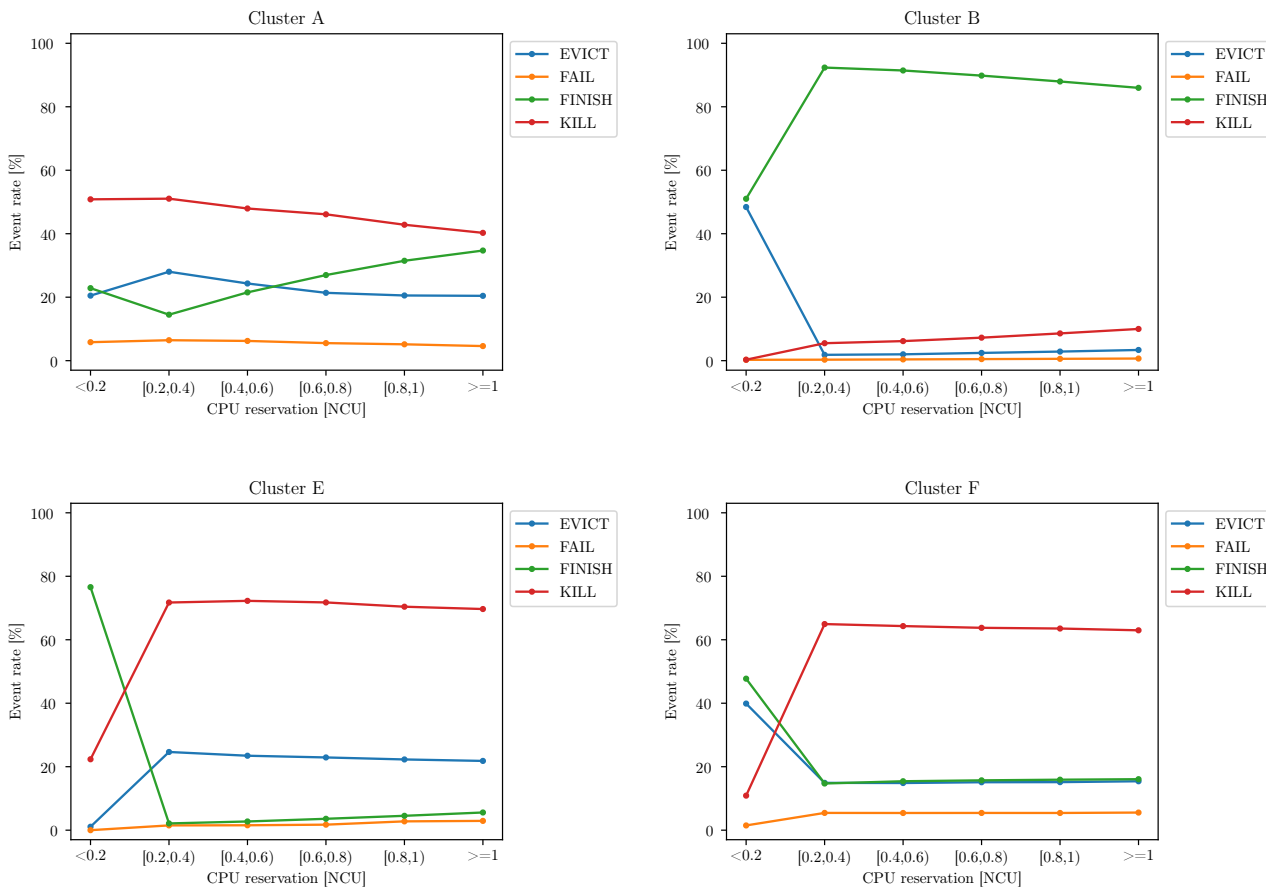 Cluster A
100
80
60
40
20
0
Event rate [%]
<0.2 [0.2,0.4) [0.4,0.6) [0.6,0.8) [0.8,1) >=1
CPU reservation [NCU]
EVICT
FAIL
FINISH
KILL
Cluster B
100
80
60
40
20
0
Event rate [%]
<0.2 [0.2,0.4) [0.4,0.6) [0.6,0.8) [0.8,1) >=1
CPU reservation [NCU]
EVICT
FAIL
FINISH
KILL
Cluster E
100
80
60
40
20
0
Event rate [%]
<0.2 [0.2,0.4) [0.4,0.6) [0.6,0.8) [0.8,1) >=1
CPU reservation [NCU]
EVICT
FAIL
FINISH
KILL
Cluster F
100
80
60
40
20
0
Event rate [%]
<0.2 [0.2,0.4) [0.4,0.6) [0.6,0.8) [0.8,1) >=1
CPU reservation [NCU]
EVICT
FAIL
FINISH
KILL